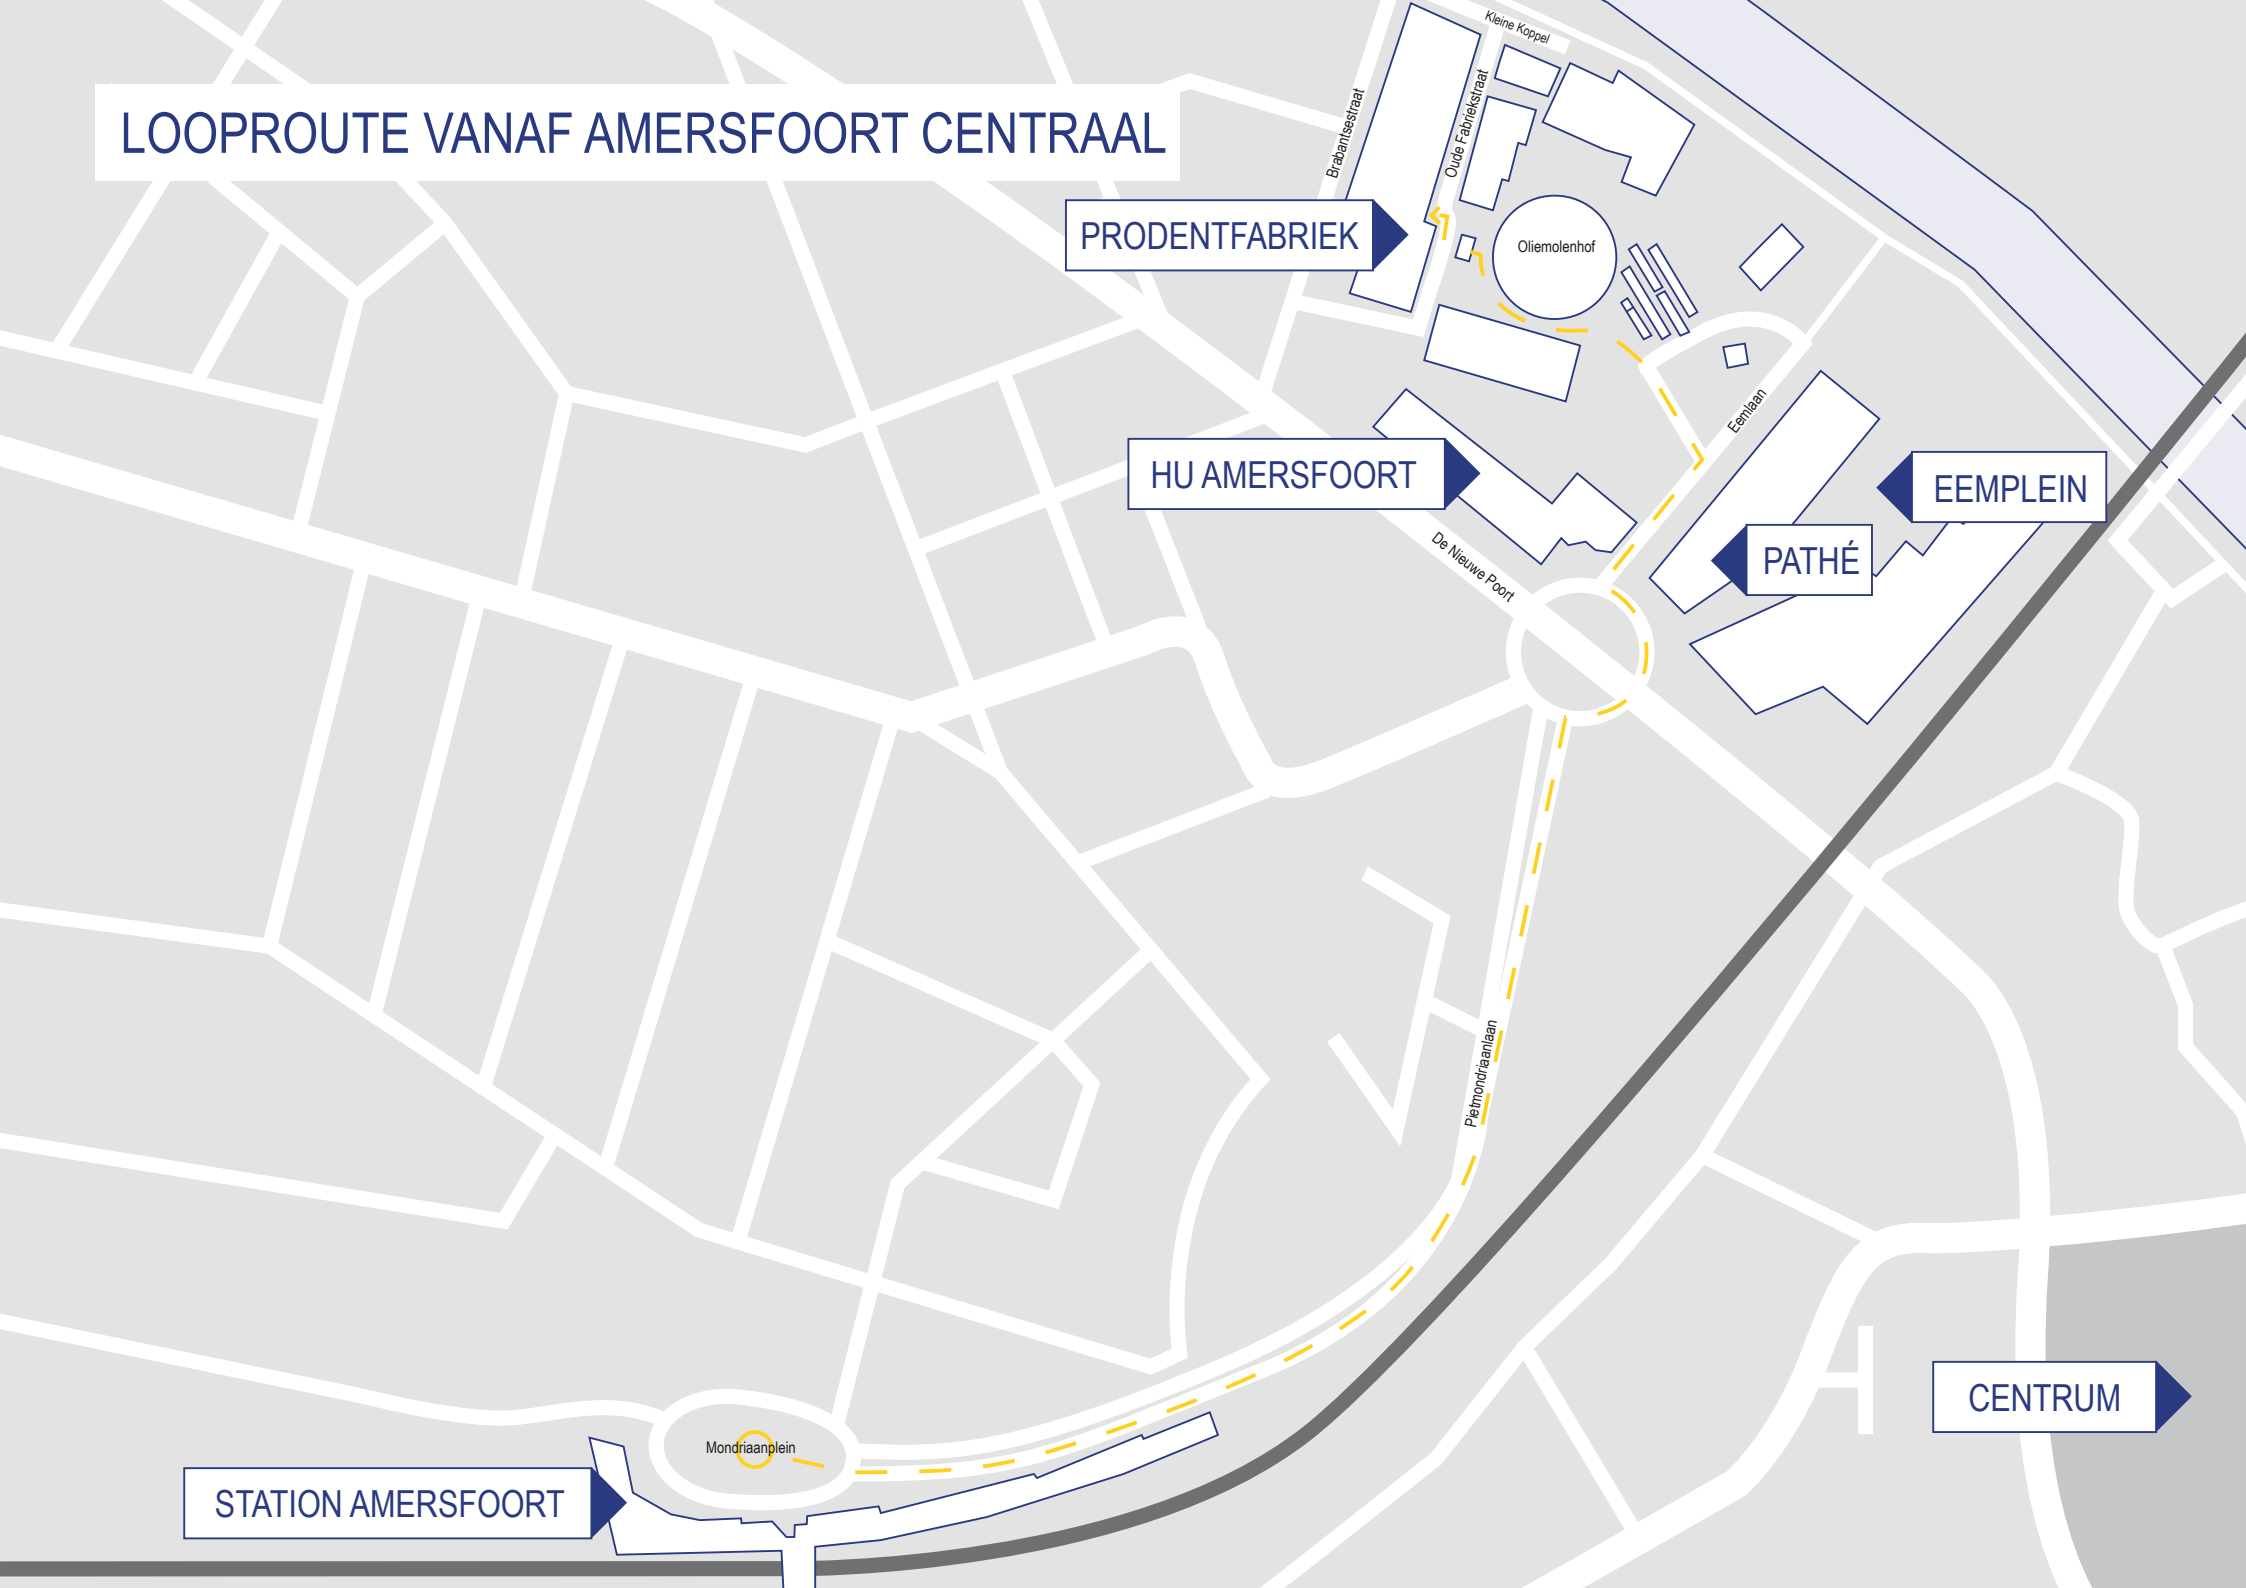 Kleine Koppel
LOOPROUTE VANAF AMERSFOORT CENTRAAL
Brabantsestraat
Oude Fabriekstraat
PRODENTFABRIEK
Oliemolenhof
Eemlaan
HU AMERSFOORT
EEMPLEIN
PATHÉ
De Nieuwe Poort
Pietmondriaanlaan
CENTRUM
Mondriaanplein
STATION AMERSFOORT